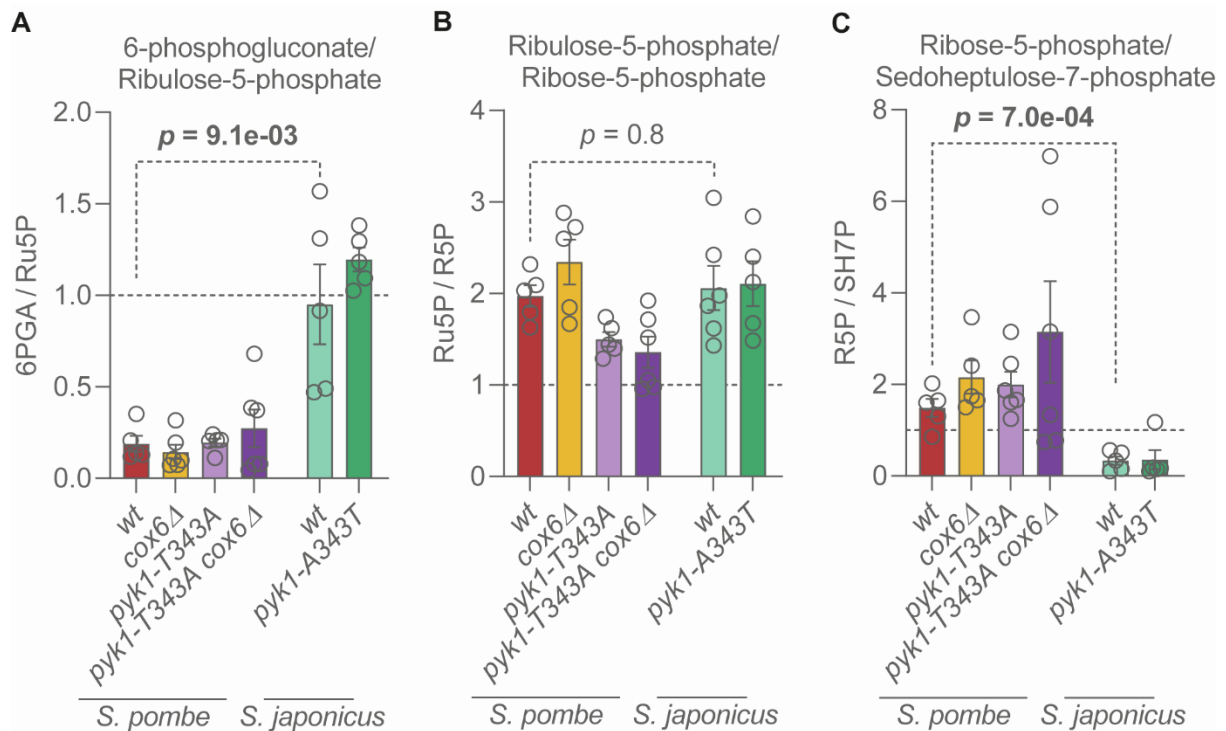 A
6-phosphogluconate/
Ribulose-5-phosphate
2.0
1.5
1.0
0.5
0.0
6PGA / Ru5P
p = 9.1e-03
wt
cox6Δ
pyk1-T343A
pyk1-T343A cox6Δ
wt
pyk1-A343T
S. pombe
S. japonicus
B
Ribulose-5-phosphate/
Ribose-5-phosphate
4
3
2
1
0
Ru5P / R5P
p = 0.8
wt
cox6Δ
pyk1-T343A
pyk1-T343A cox6Δ
wt
pyk1-A343T
S. pombe
S. japonicus
C
Ribose-5-phosphate/
Sedoheptulose-7-phosphate
8
6
4
2
0
R5P / SH7P
p = 7.0e-04
wt
cox6Δ
pyk1-T343A
pyk1-T343A cox6Δ
wt
pyk1-A343T
S. pombe
S. japonicus